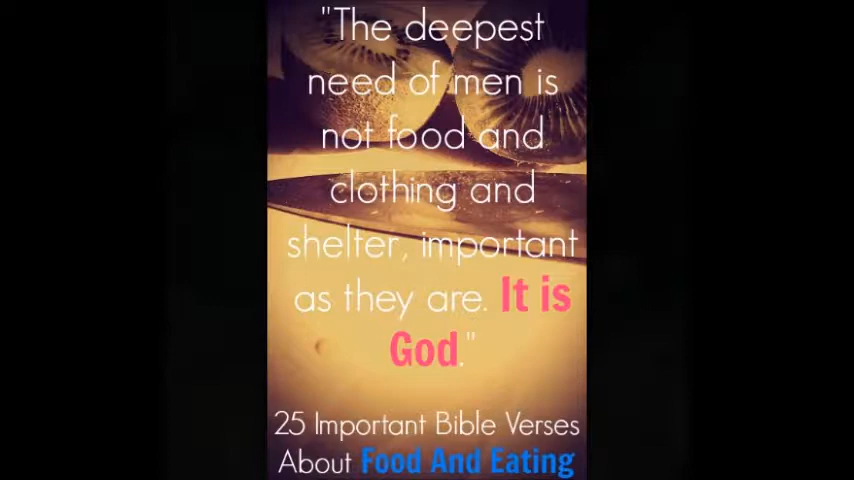 "The deepest
need of men is
not food and
clothing and
shelter, important
as they are. It is
God."
25 Important Bible Verses
About Food And Eating